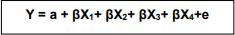 Y = a + βX₁+ βX₂+ βX₃+ βX₄+e